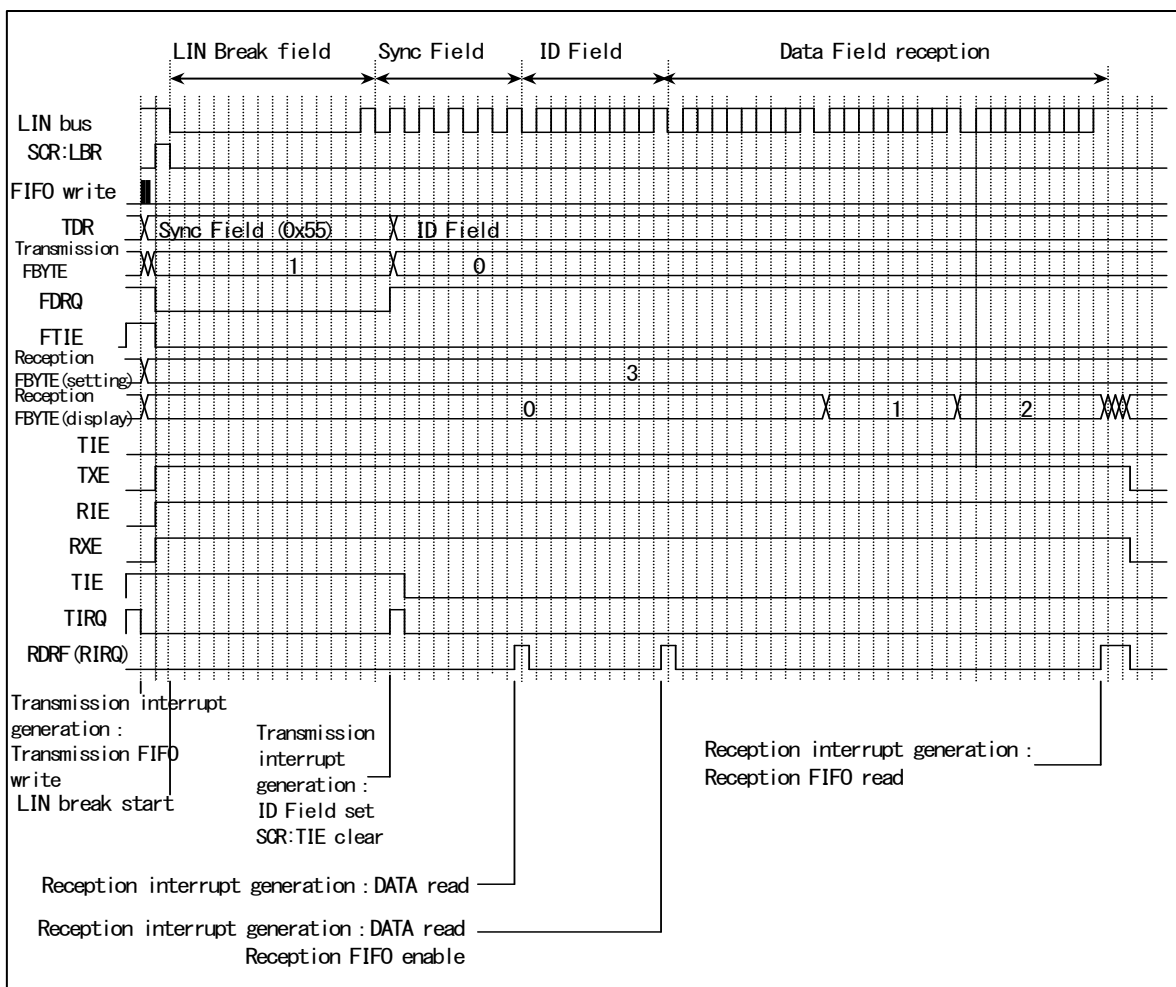 LIN Break field Sync Field ID Field Data Field reception
LIN bus
SCR:LBR
FIFO write
TDR Sync Field (0x55) ID Field
Transmission
FBYTE 1 0
FDRQ
FTIE
Reception
FBYTE(setting) 3
Reception
FBYTE(display) 0 1 2
TIE
TXE
RIE
RXE
TIE
TIRQ
RDRF(RIRQ)
Transmission interrupt
generation :
Transmission FIFO
write
LIN break start
Transmission
interrupt
generation :
ID Field set
SCR:TIE clear
Reception interrupt generation :
Reception FIFO read
Reception interrupt generation : DATA read
Reception interrupt generation : DATA read
Reception FIFO enable